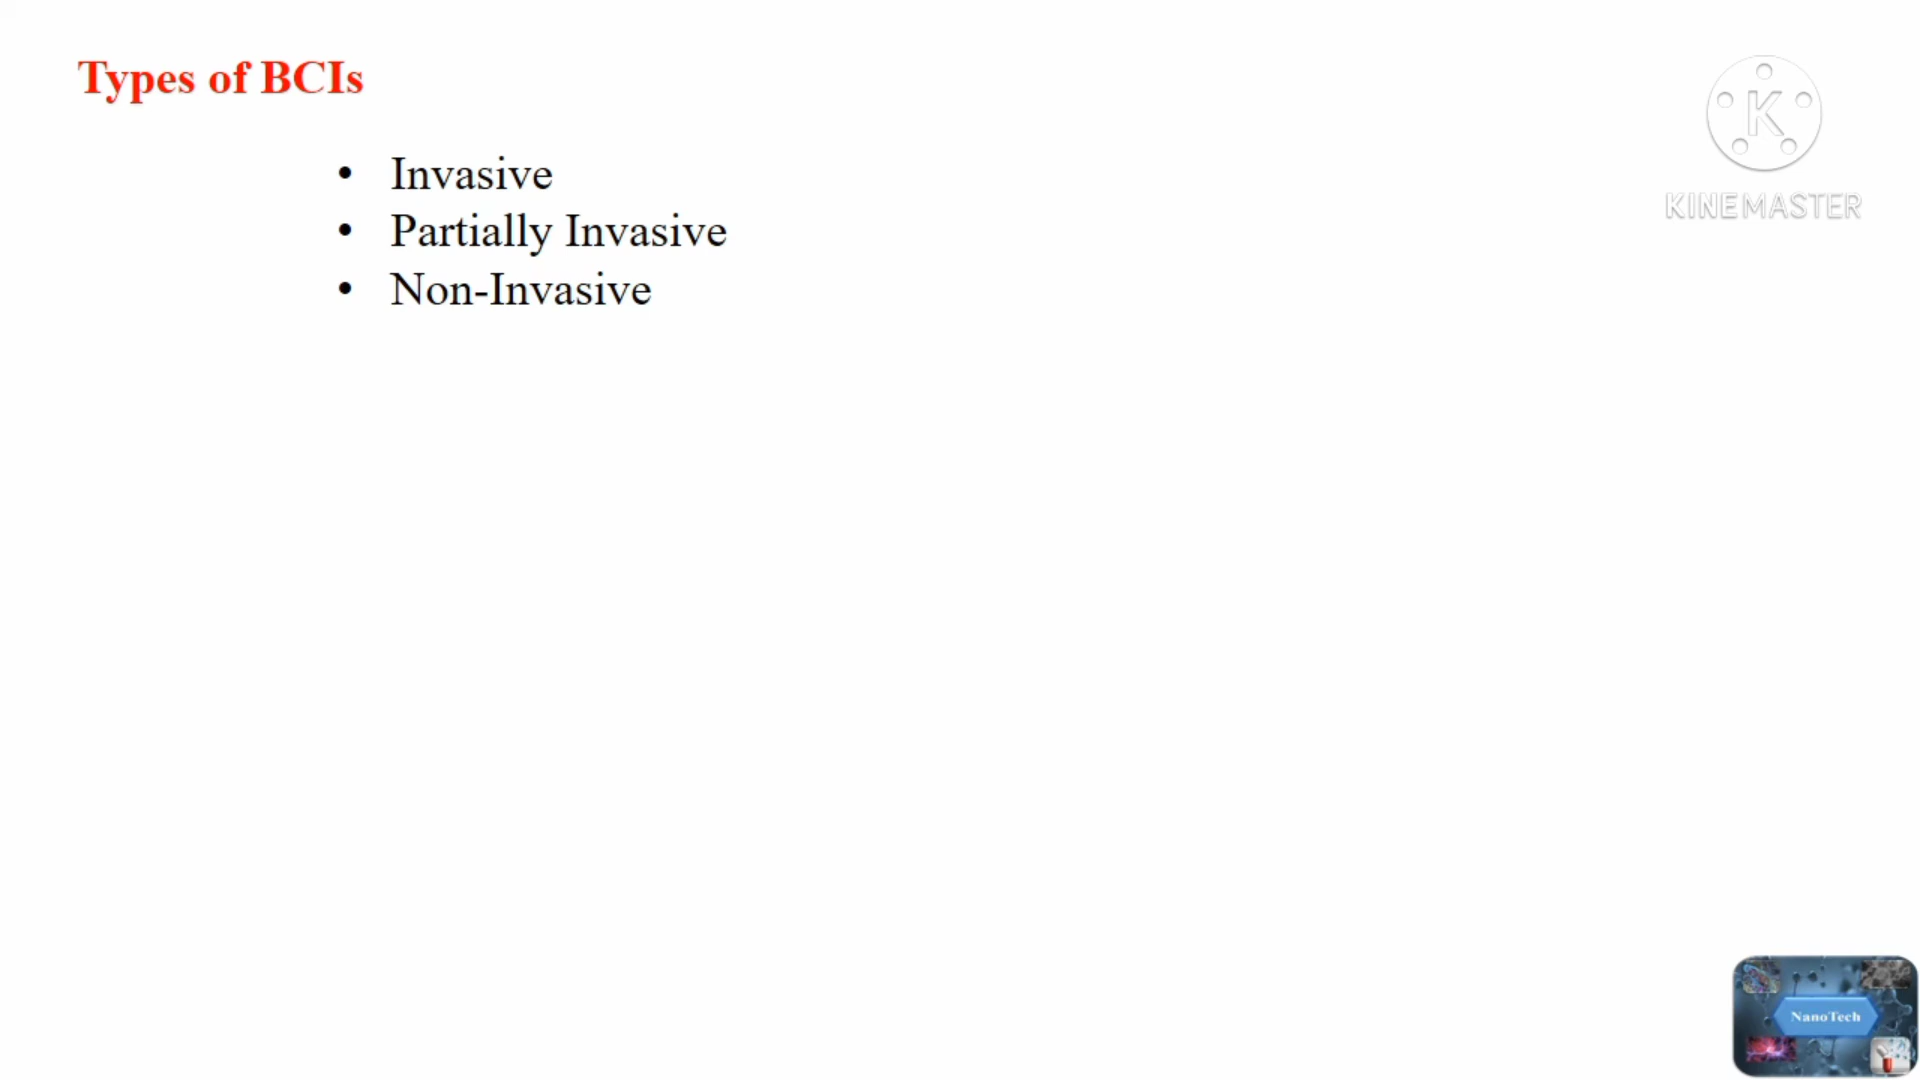 Types of BCIs
• Invasive
• Partially Invasive
• Non-Invasive
K
KINEMASTER
NanoTech